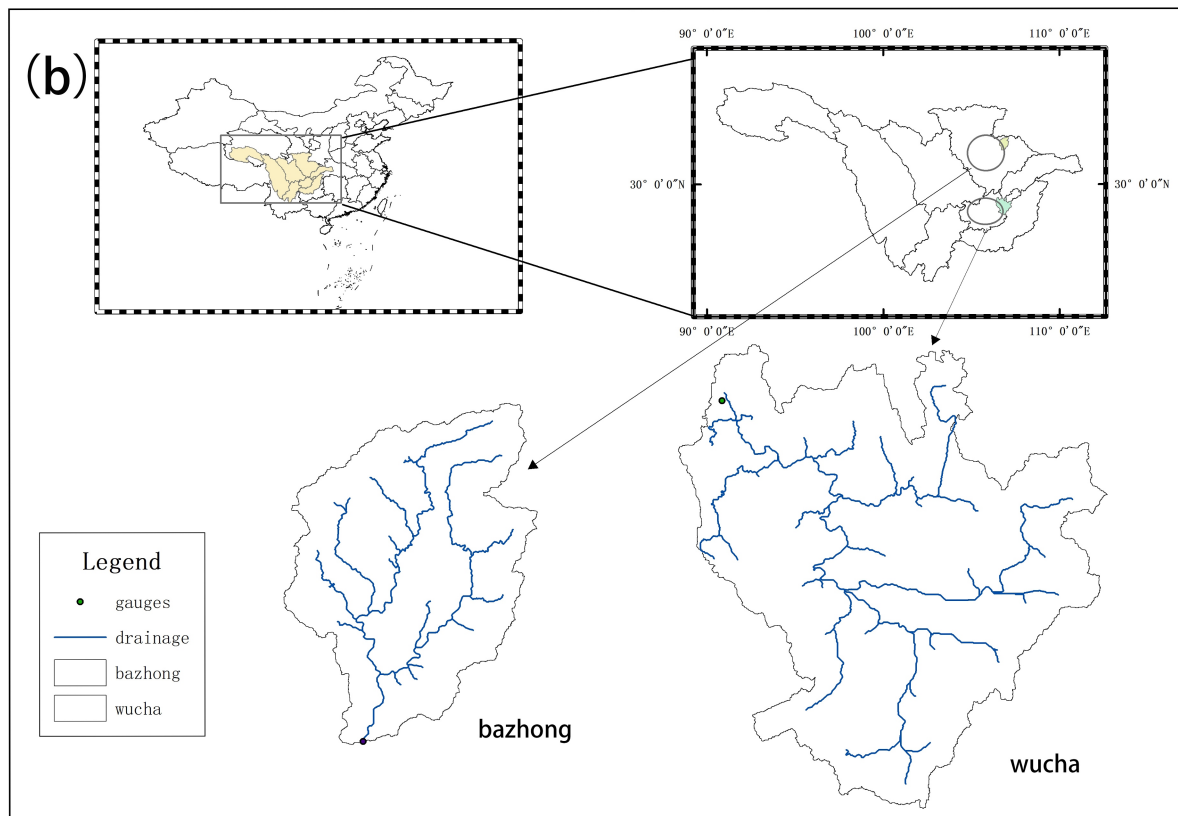 (b)
90° 0′0″E
100° 0′0″E
110° 0′0″E
30° 0′0″N
30° 0′0″N
90° 0′0″E
100° 0′0″E
110° 0′0″E
Legend
gauges
drainage
bazhong
wucha
bazhong
wucha